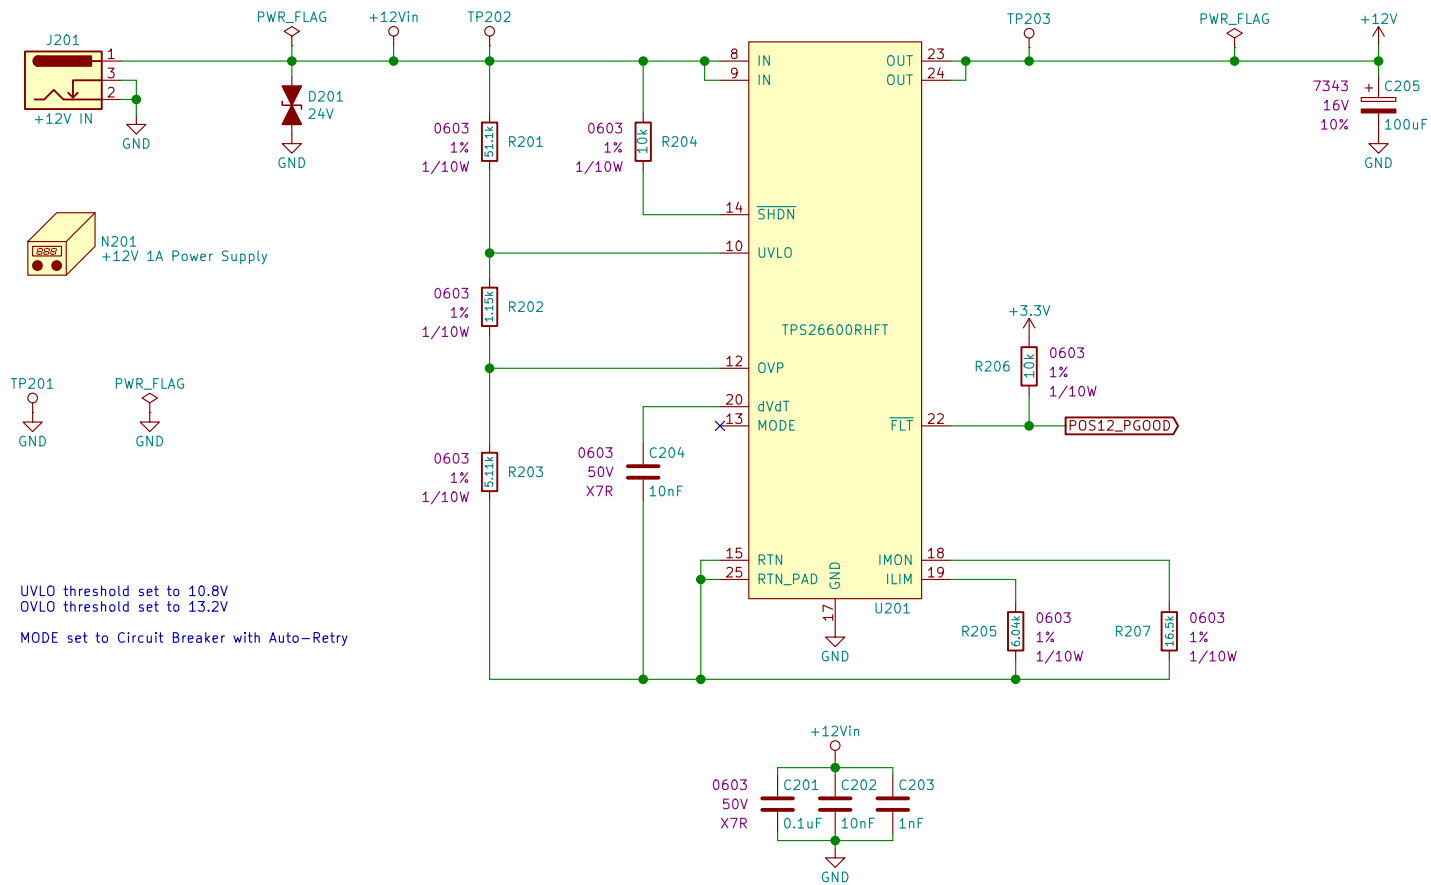 PWR_FLAG
+12Vin
TP202
TP203
PWR_FLAG
+12V
J201
1
3
2
+12V IN
GND
D201
24V
GND
0603
1%
1/10W
51.1k
R201
0603
1%
1/10W
10k
R204
8 IN
9 IN
14 SHDN
10 UVLO
12 OVP
20 dVdT
13 MODE
15 RTN
25 RTN_PAD
TPS26600RHFT
OUT 23
OUT 24
FLT 22
IMON 18
ILIM 19
GND
17
U201
GND
7343
16V
10%
+
C205
100uF
GND
N201
+12V 1A Power Supply
888
0603
1%
1/10W
1.15k
R202
+3.3V
R206
10k
0603
1%
1/10W
POS12_PGOOD
TP201
GND
PWR_FLAG
GND
0603
1%
1/10W
5.11k
R203
0603
50V
X7R
C204
10nF
UVLO threshold set to 10.8V
OVLO threshold set to 13.2V
MODE set to Circuit Breaker with Auto-Retry
R205
6.04k
0603
1%
1/10W
R207
16.5k
0603
1%
1/10W
+12Vin
0603
50V
X7R
C201
0.1uF
C202
10nF
C203
1nF
GND